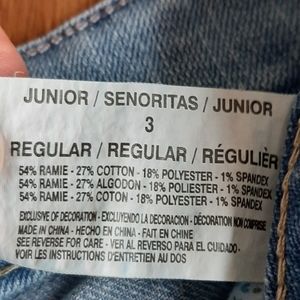 JUNIOR / SENORITAS / JUNIOR
3
REGULAR / REGULAR / RÉGULIÈR
54% RAMIE - 27% COTTON - 18% POLYESTER - 1% SPANDEX
54% RAMIE - 27% ALGODON - 18% POLIESTER - 1% SPANDEX
54% RAMIE - 27% COTON - 18% POLYESTER - 1% SPANDEX
EXCLUSIVE OF DECORATION - EXCLUYENDO LA DECORACION - DÉCORATION NON COMPRISE
MADE IN CHINA - HECHO EN CHINA - FAIT EN CHINE
SEE REVERSE FOR CARE - VER AL REVERSO PARA EL CUIDADO -
VOIR LES INSTRUCTIONS D'ENTRETIEN AU DOS